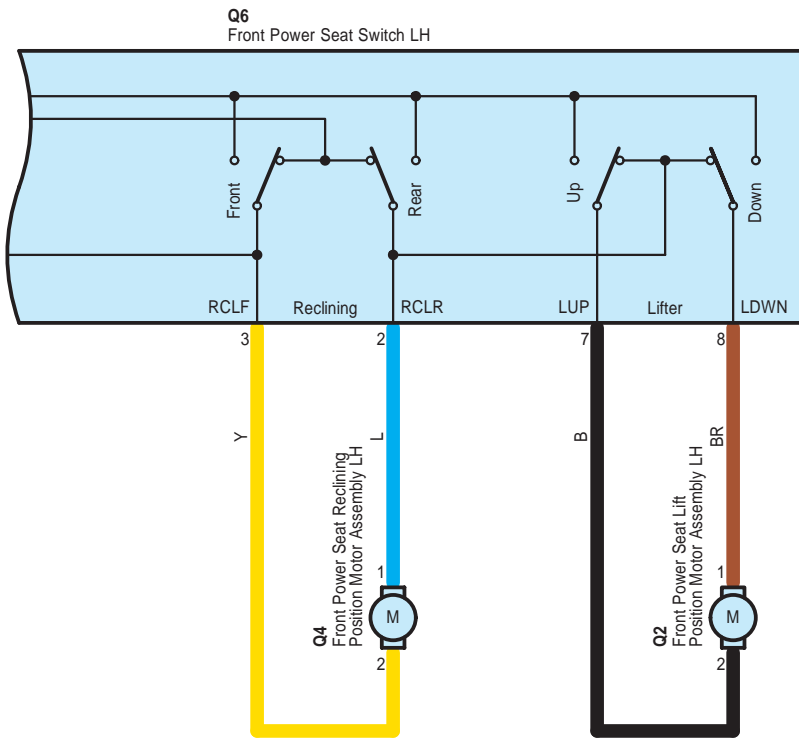 Q6
Front Power Seat Switch LH
Front
Rear
Up
Down
RCLF
Reclining
RCLR
LUP
Lifter
LDWN
3
2
7
8
Y
L
B
BR
Q4
Front Power Seat Reclining
Position Motor Assembly LH
1
M
2
Q2
Front Power Seat Lift
Position Motor Assembly LH
1
M
2